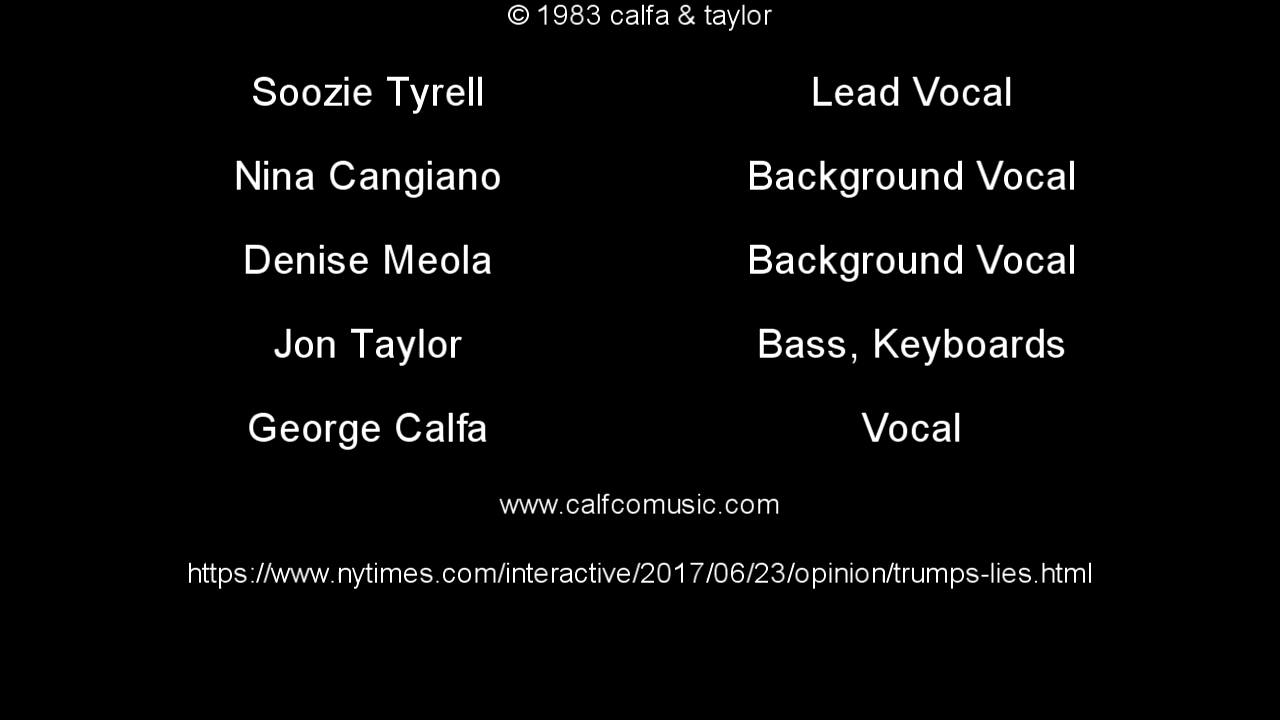 © 1983 calfa & taylor
Soozie Tyrell Lead Vocal
Nina Cangiano Background Vocal
Denise Meola Background Vocal
Jon Taylor Bass, Keyboards
George Calfa Vocal
www.calfcomusic.com
https://www.nytimes.com/interactive/2017/06/23/opinion/trumps-lies.html